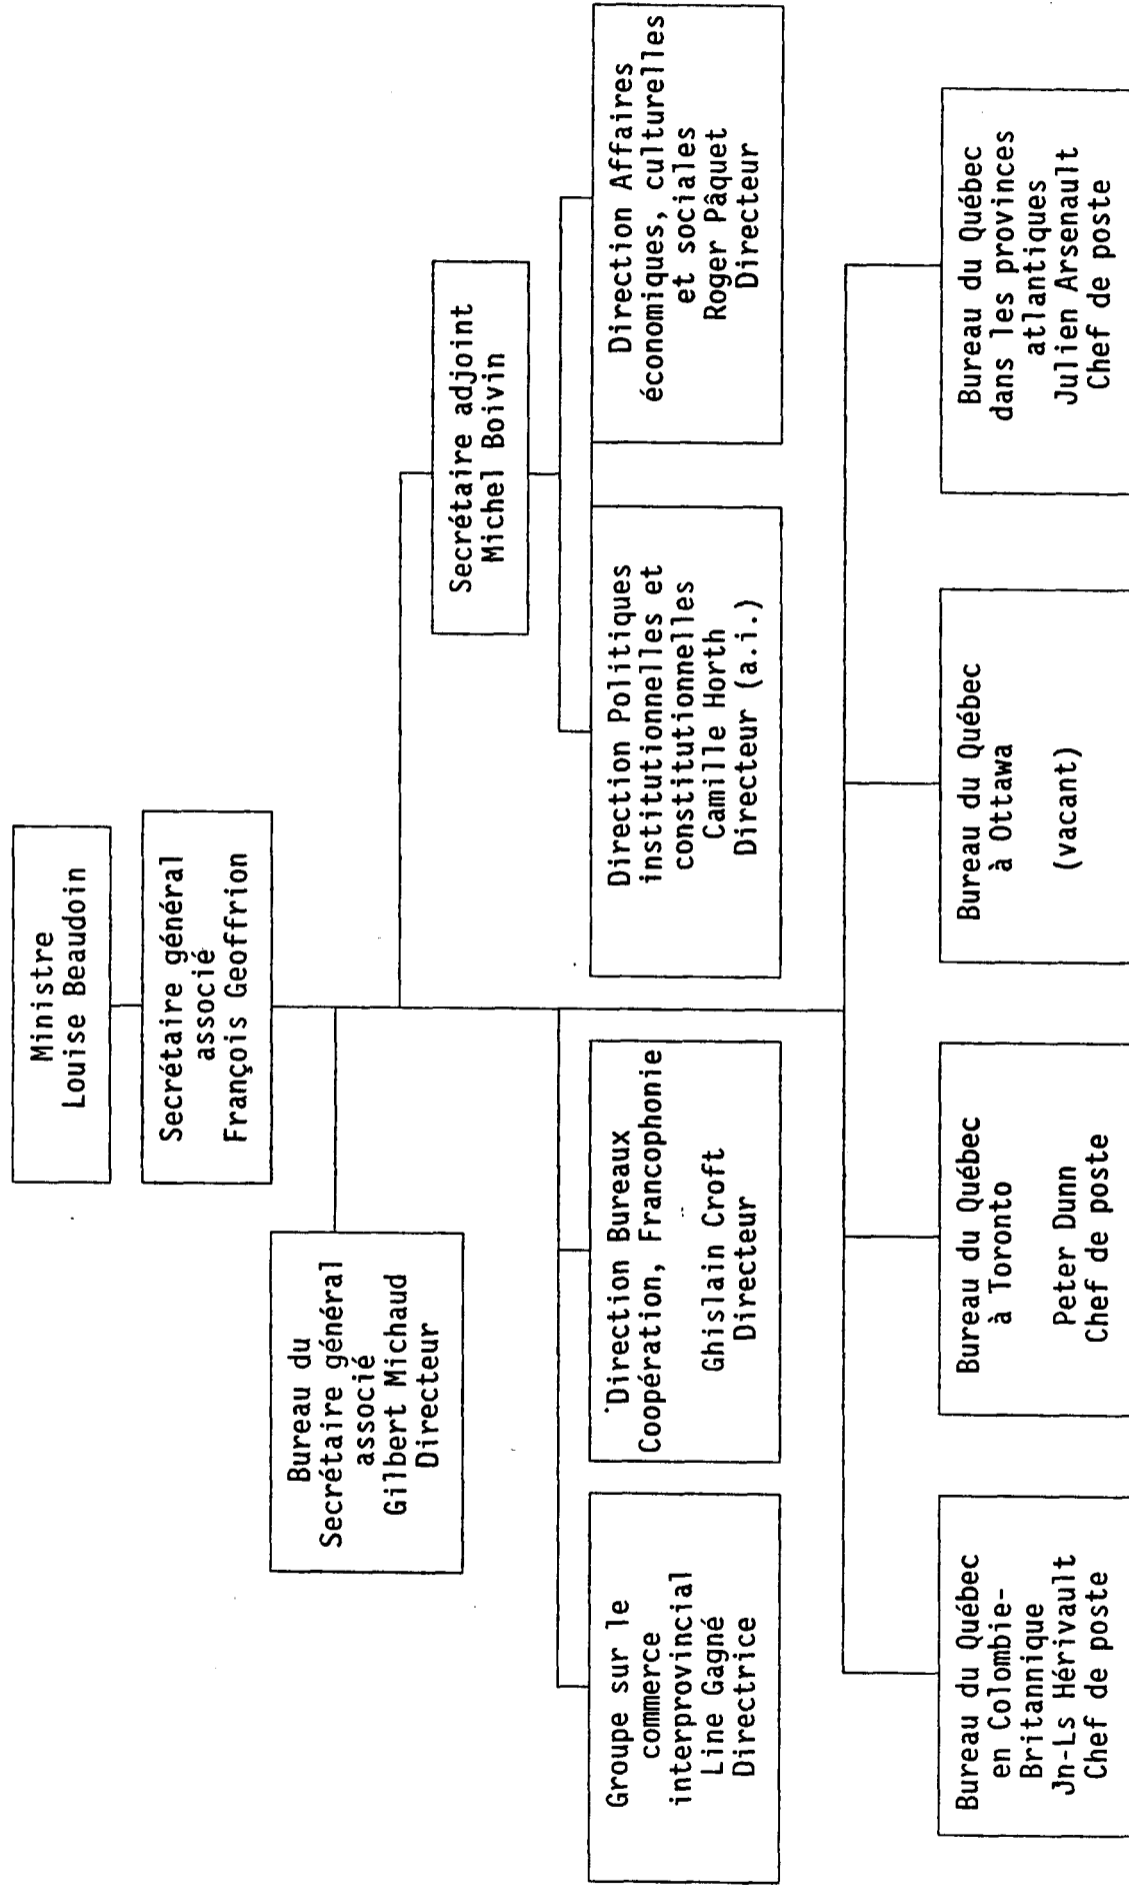 Ministre
Louise Beaudoin
Secrétaire général
associé
François Geoffrion
Bureau du
Secrétaire général
associé
Gilbert Michaud
Directeur
Secrétaire adjoint
Michel Boivin
Groupe sur le
commerce
interprovincial
Line Gagné
Directrice
Direction Bureaux
Coopération, Francophonie
Ghislain Croft
Directeur
Direction Politiques
institutionnelles et
constitutionnelles
Camille Horth
Directeur (a.i.)
Direction Affaires
économiques, culturelles
et sociales
Roger Pâquet
Directeur
Bureau du Québec
en Colombie-
Britannique
Jn-Ls Hérivault
Chef de poste
Bureau du Québec
à Toronto
Peter Dunn
Chef de poste
Bureau du Québec
à Ottawa
(vacant)
Bureau du Québec
dans les provinces
atlantiques
Julien Arsenault
Chef de poste